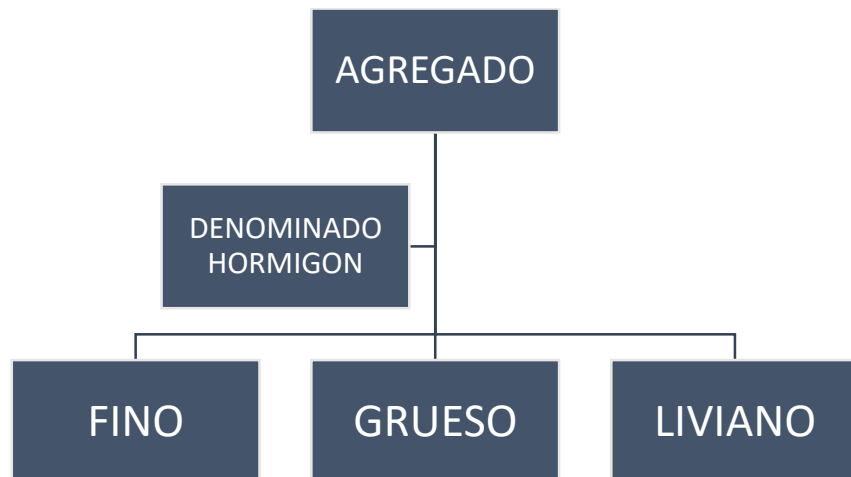 AGREGADO
DENOMINADO
HORMIGON
FINO
GRUESO
LIVIANO